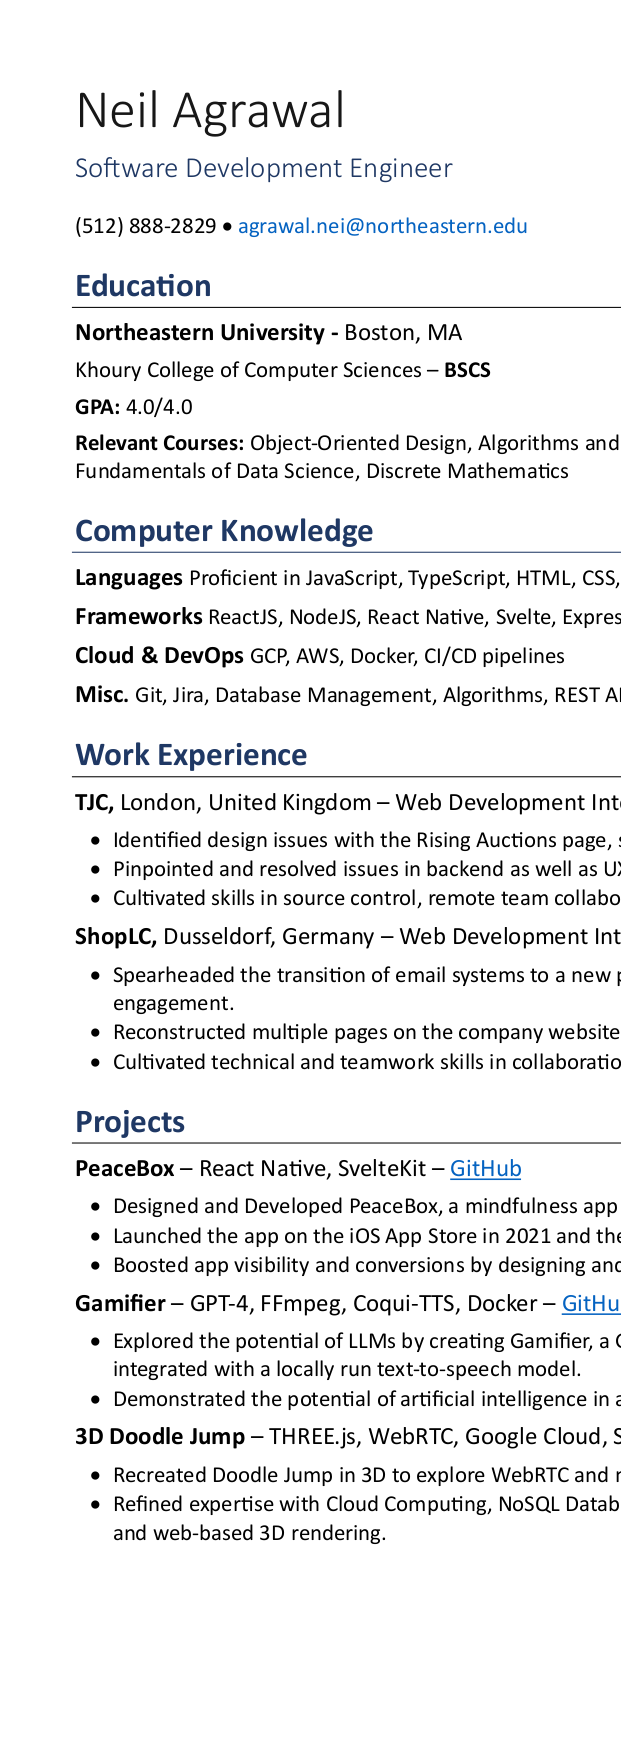 Neil Agrawal
Software Development Engineer
(512) 888-2829 • agrawal.nei@northeastern.edu
Education
Northeastern University - Boston, MA
Khoury College of Computer Sciences – BSCS
GPA: 4.0/4.0
Relevant Courses: Object-Oriented Design, Algorithms and
Fundamentals of Data Science, Discrete Mathematics
Computer Knowledge
Languages Proficient in JavaScript, TypeScript, HTML, CSS,
Frameworks ReactJS, NodeJS, React Native, Svelte, Expres
Cloud & DevOps GCP, AWS, Docker, CI/CD pipelines
Misc. Git, Jira, Database Management, Algorithms, REST
Work Experience
TJC, London, United Kingdom – Web Development Int
• Identified design issues with the Rising Auctions page,
• Pinpointed and resolved issues in backend as well as
• Cultivated skills in source control, remote team collabo
ShopLC, Dusseldorf, Germany – Web Development Int
• Spearheaded the transition of email systems to a new
engagement.
• Reconstructed multiple pages on the company website
• Cultivated technical and teamwork skills in collaboratio
Projects
PeaceBox – React Native, SvelteKit – GitHub
• Designed and Developed PeaceBox, a mindfulness app
• Launched the app on the iOS App Store in 2021 and the
• Boosted app visibility and conversions by designing and
Gamifier – GPT-4, FFmpeg, Coqui-TTS, Docker – GitHu
• Explored the potential of LLMs by creating Gamifier, a
integrated with a locally run text-to-speech model.
• Demonstrated the potential of artificial intelligence in a
3D Doodle Jump – THREE.js, WebRTC, Google Cloud, S
• Recreated Doodle Jump in 3D to explore WebRTC and
• Refined expertise with Cloud Computing, NoSQL Datab
and web-based 3D rendering.